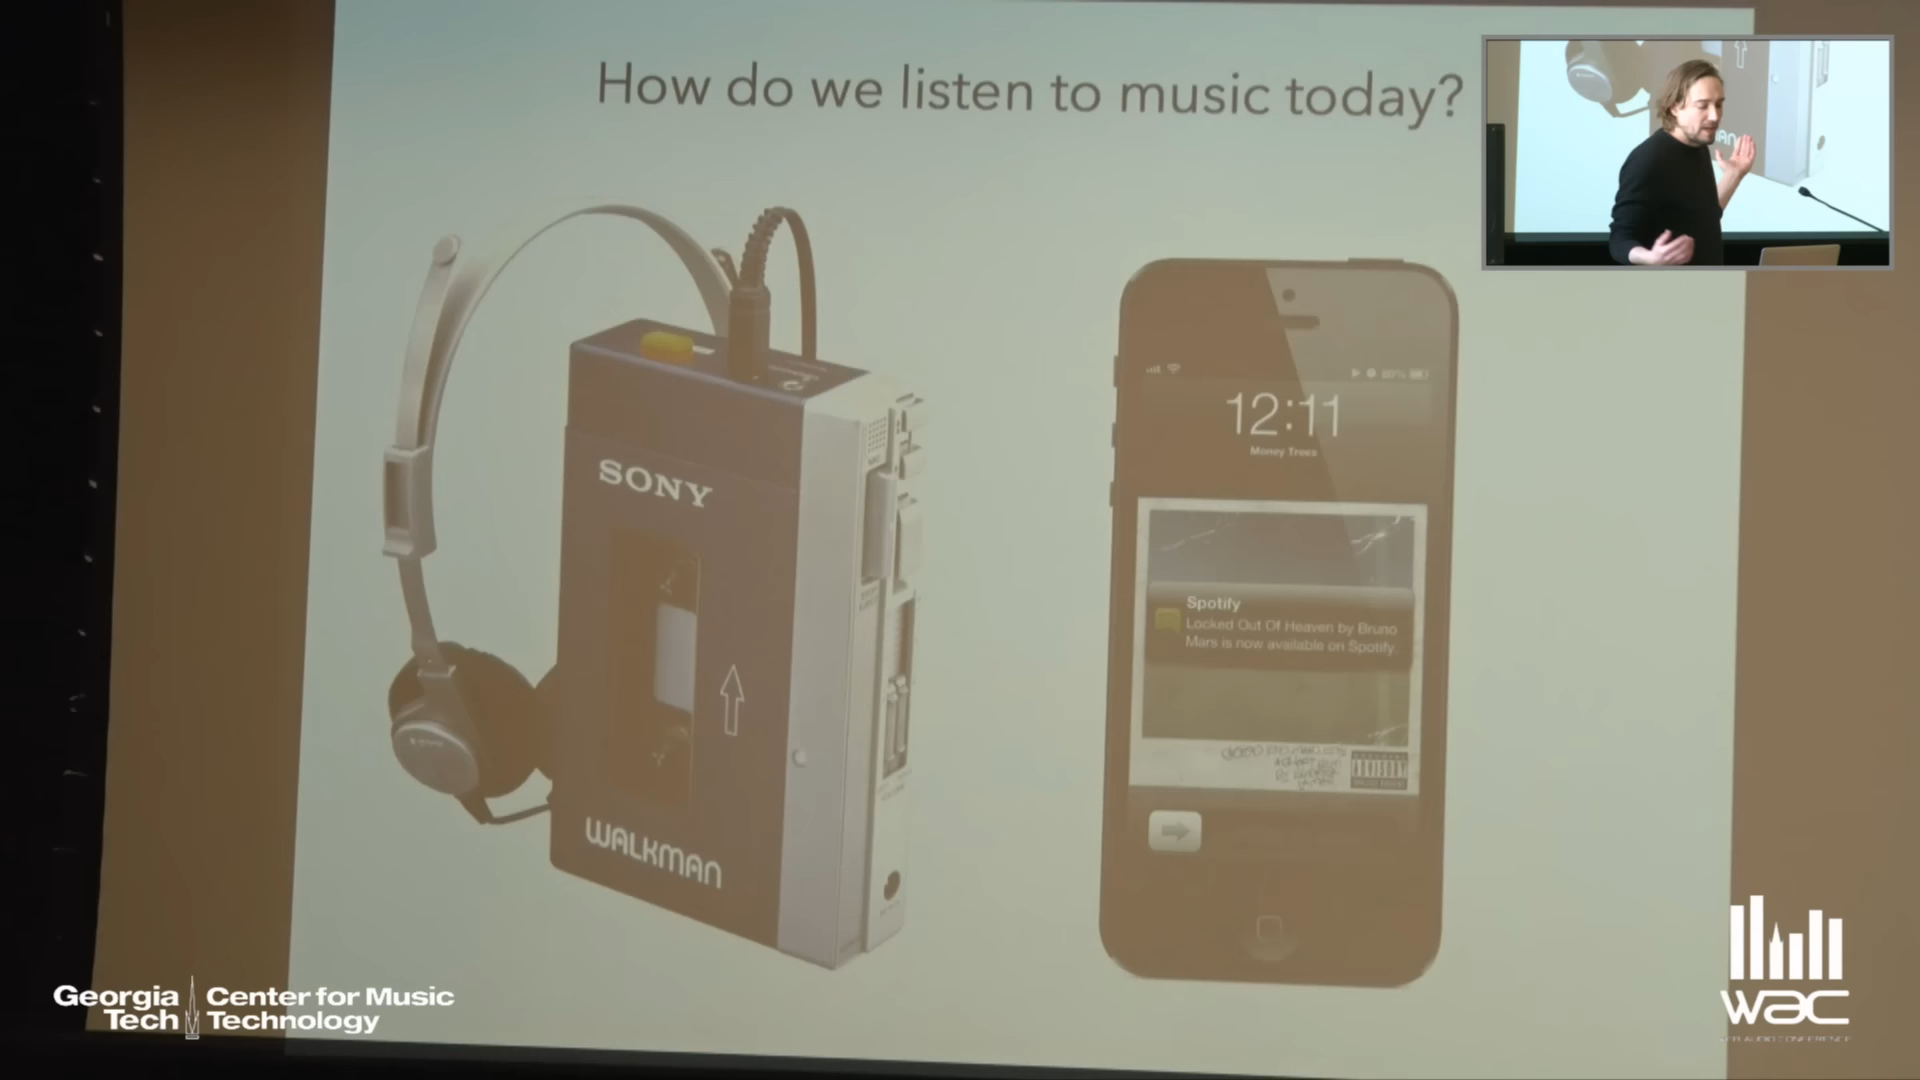 How do we listen to music today?
SONY
WALKMAN
12:11
Money Trees
Spotify
Locked Out Of Heaven by Bruno
Mars is now available on Spotify.
ADVISORY
Georgia
Tech
Center for Music
Technology
wac